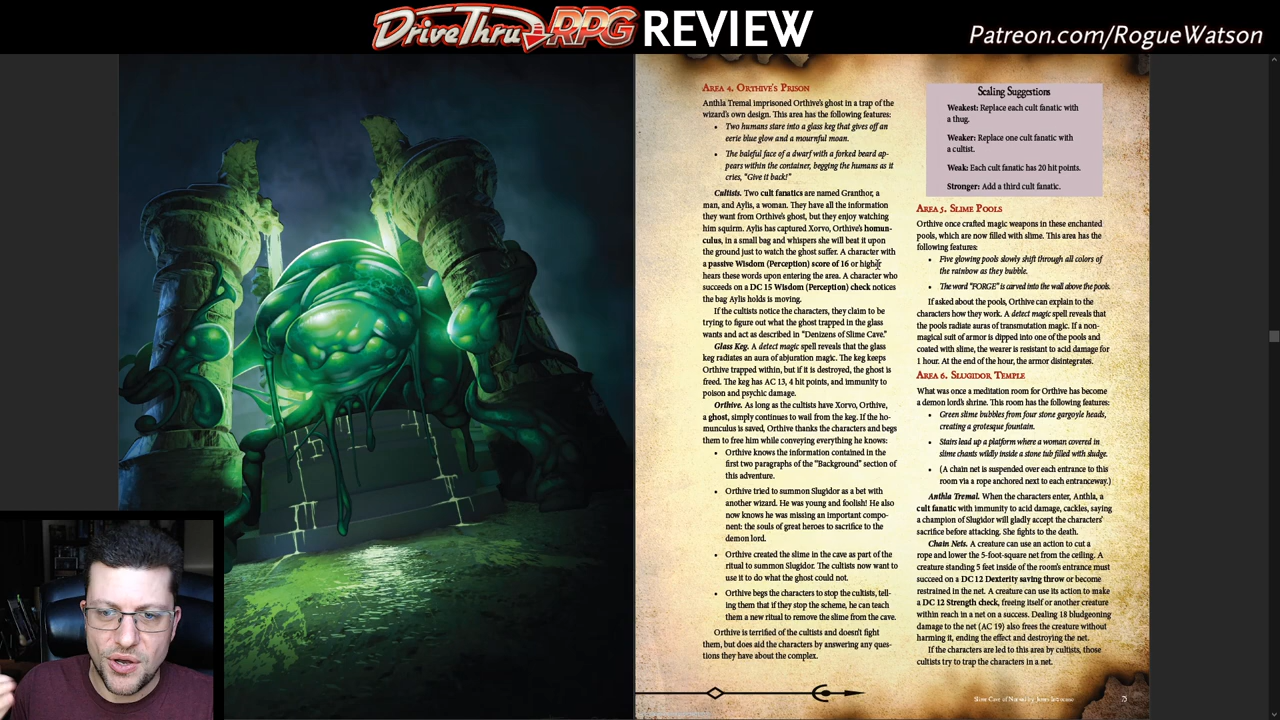 DriveThruRPG REVIEW
Patreon.com/RogueWatson
Area 4. Orthive's Prison
Anthla Tremal imprisoned Orthive's ghost in a trap of the
wizard's own design. This area has the following features:
• Two humans stare into a glass keg that gives off an
eerie blue glow and a mournful moan.
• The baleful face of a dwarf with a forked beard ap-
pears within the container, begging the humans as it
cries, "Give it back!"
Cultists. Two cult fanatics are named Granthor, a
man, and Aylis, a woman. They have all the information
they want from Orthive's ghost, but they enjoy watching
him squirm. Aylis has captured Xorvo, Orthive's homun-
culus, in a small bag and whispers she will beat it upon
the ground just to watch the ghost suffer. A character with
a passive Wisdom (Perception) score of 16 or higher
hears these words upon entering the area. A character who
succeeds on a DC 15 Wisdom (Perception) check notices
the bag Aylis holds is moving.
If the cultists notice the characters, they claim to be
trying to figure out what the ghost trapped in the glass
wants and act as described in "Denizens of Slime Cave."
Glass Keg. A detect magic spell reveals that the glass
keg radiates an aura of abjuration magic. The keg keeps
Orthive trapped within, but if it is destroyed, the ghost is
freed. The keg has AC 13, 4 hit points, and immunity to
poison and psychic damage.
Orthive. As long as the cultists have Xorvo, Orthive,
a ghost, simply continues to wail from the keg. If the ho-
munculus is saved, Orthive thanks the characters and begs
them to free him while conveying everything he knows:
• Orthive knows the information contained in the
first two paragraphs of the "Background" section of
this adventure.
• Orthive tried to summon Slugidor as a bet with
another wizard. He was young and foolish! He also
now knows he was missing an important compo-
nent: the souls of great heroes to sacrifice to the
demon lord.
• Orthive created the slime in the cave as part of the
ritual to summon Slugidor. The cultists now want to
use it to do what the ghost could not.
• Orthive begs the characters to stop the cultists, tell-
ing them that if they stop the scheme, he can teach
them a new ritual to remove the slime from the cave.
Orthive is terrified of the cultists and doesn't fight
them, but does aid the characters by answering any ques-
tions they have about the complex.
Scaling Suggestions
Weakest: Replace each cult fanatic with
a thug.
Weaker: Replace one cult fanatic with
a cultist.
Weak: Each cult fanatic has 20 hit points.
Stronger: Add a third cult fanatic.
Area 5. Slime Pools
Orthive once crafted magic weapons in these enchanted
pools, which are now filled with slime. This area has the
following features:
• Five glowing pools slowly shift through all colors of
the rainbow as they bubble.
• The word "FORGE" is carved into the wall above the pools.
If asked about the pools, Orthive can explain to the
characters how they work. A detect magic spell reveals that
the pools radiate auras of transmutation magic. If a non-
magical suit of armor is dipped into one of the pools and
coated with slime, the wearer is resistant to acid damage for
1 hour. At the end of the hour, the armor disintegrates.
Area 6. Slugidor Temple
What was once a meditation room for Orthive has become
a demon lord's shrine. This room has the following features:
• Green slime bubbles from four stone gargoyle heads,
creating a grotesque fountain.
• Stairs lead up a platform where a woman covered in
slime chants wildly inside a stone tub filled with sludge.
• (A chain net is suspended over each entrance to this
room via a rope anchored next to each entranceway.)
Anthla Tremal. When the characters enter, Anthla, a
cult fanatic with immunity to acid damage, cackles, saying
a champion of Slugidor will gladly accept the characters'
sacrifice before attacking. She fights to the death.
Chain Nets. A creature can use an action to cut a
rope and lower the 5-foot-square net from the ceiling. A
creature standing 5 feet inside of the room's entrance must
succeed on a DC 12 Dexterity saving throw or become
restrained in the net. A creature can use its action to make
a DC 12 Strength check, freeing itself or another creature
within reach in a net on a success. Dealing 18 bludgeoning
damage to the net (AC 19) also frees the creature without
harming it, ending the effect and destroying the net.
If the characters are led to this area by cultists, those
cultists try to trap the characters in a net.